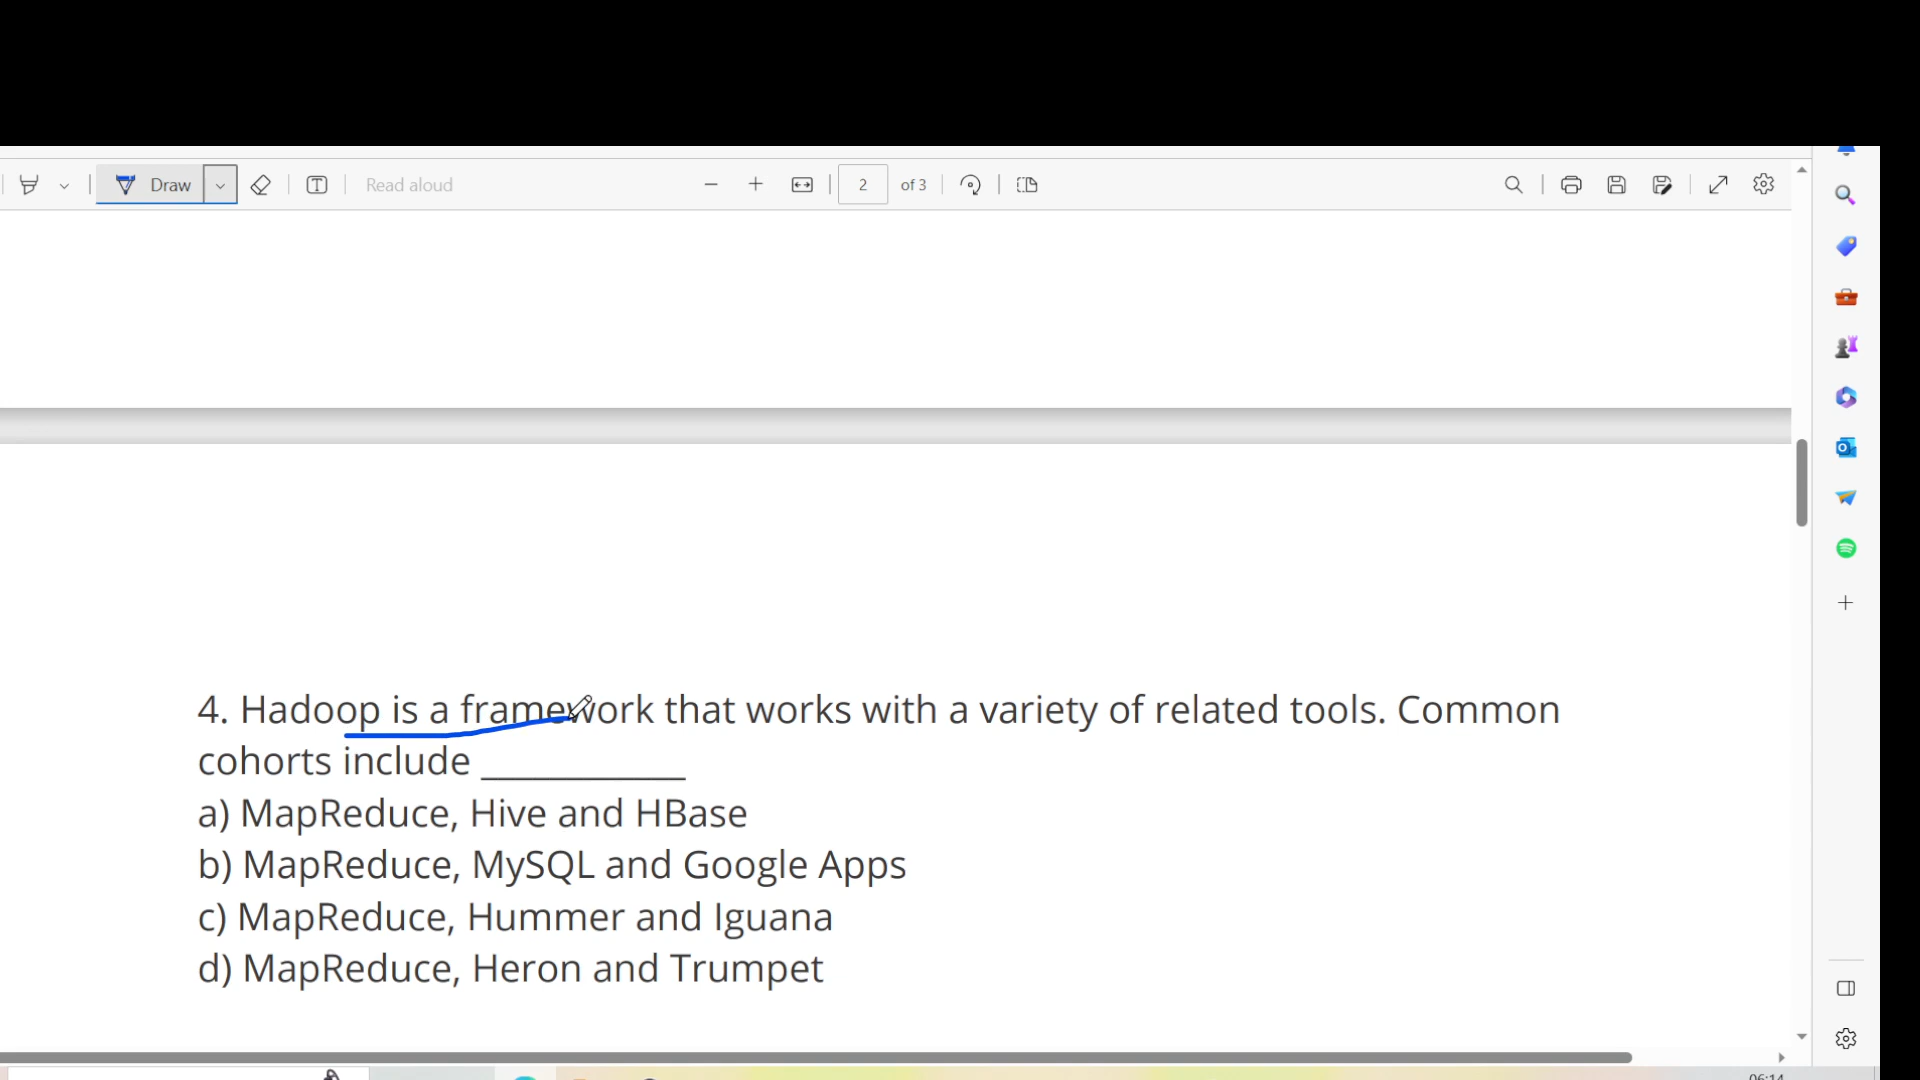 Draw
Read aloud
2 of 3
4. Hadoop is a framework that works with a variety of related tools. Common
cohorts include ___________
a) MapReduce, Hive and HBase
b) MapReduce, MySQL and Google Apps
c) MapReduce, Hummer and Iguana
d) MapReduce, Heron and Trumpet
06:14